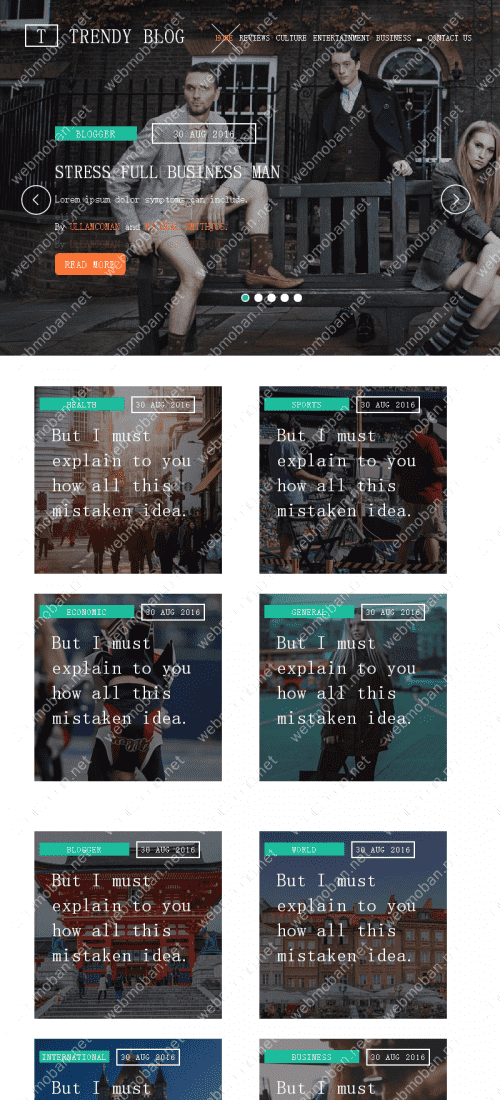 T TRENDY BLOG
HOME REVIEWS CULTURE ENTERTAINMENT BUSINESS CONTACT US
BLOGGER 30 AUG 2016
STRESS FULL BUSINESS MAN
Lorem ipsum dolor symptoms can include.
By ULLAMCOMAN and
By ULLAMCOMAN
READ MORE
HEALTH 30 AUG 2016
But I must
explain to you
how all this
mistaken idea.
SPORTS 30 AUG 2016
But I must
explain to you
how all this
mistaken idea.
ECONOMIC 30 AUG 2016
But I must
explain to you
how all this
mistaken idea.
GENERAL 30 AUG 2016
But I must
explain to you
how all this
mistaken idea.
BLOGGER 30 AUG 2016
But I must
explain to you
how all this
mistaken idea.
WORLD 30 AUG 2016
But I must
explain to you
how all this
mistaken idea.
INTERNATIONAL 30 AUG 2016
But I must
BUSINESS 30 AUG 2016
But I must
webmoban.net